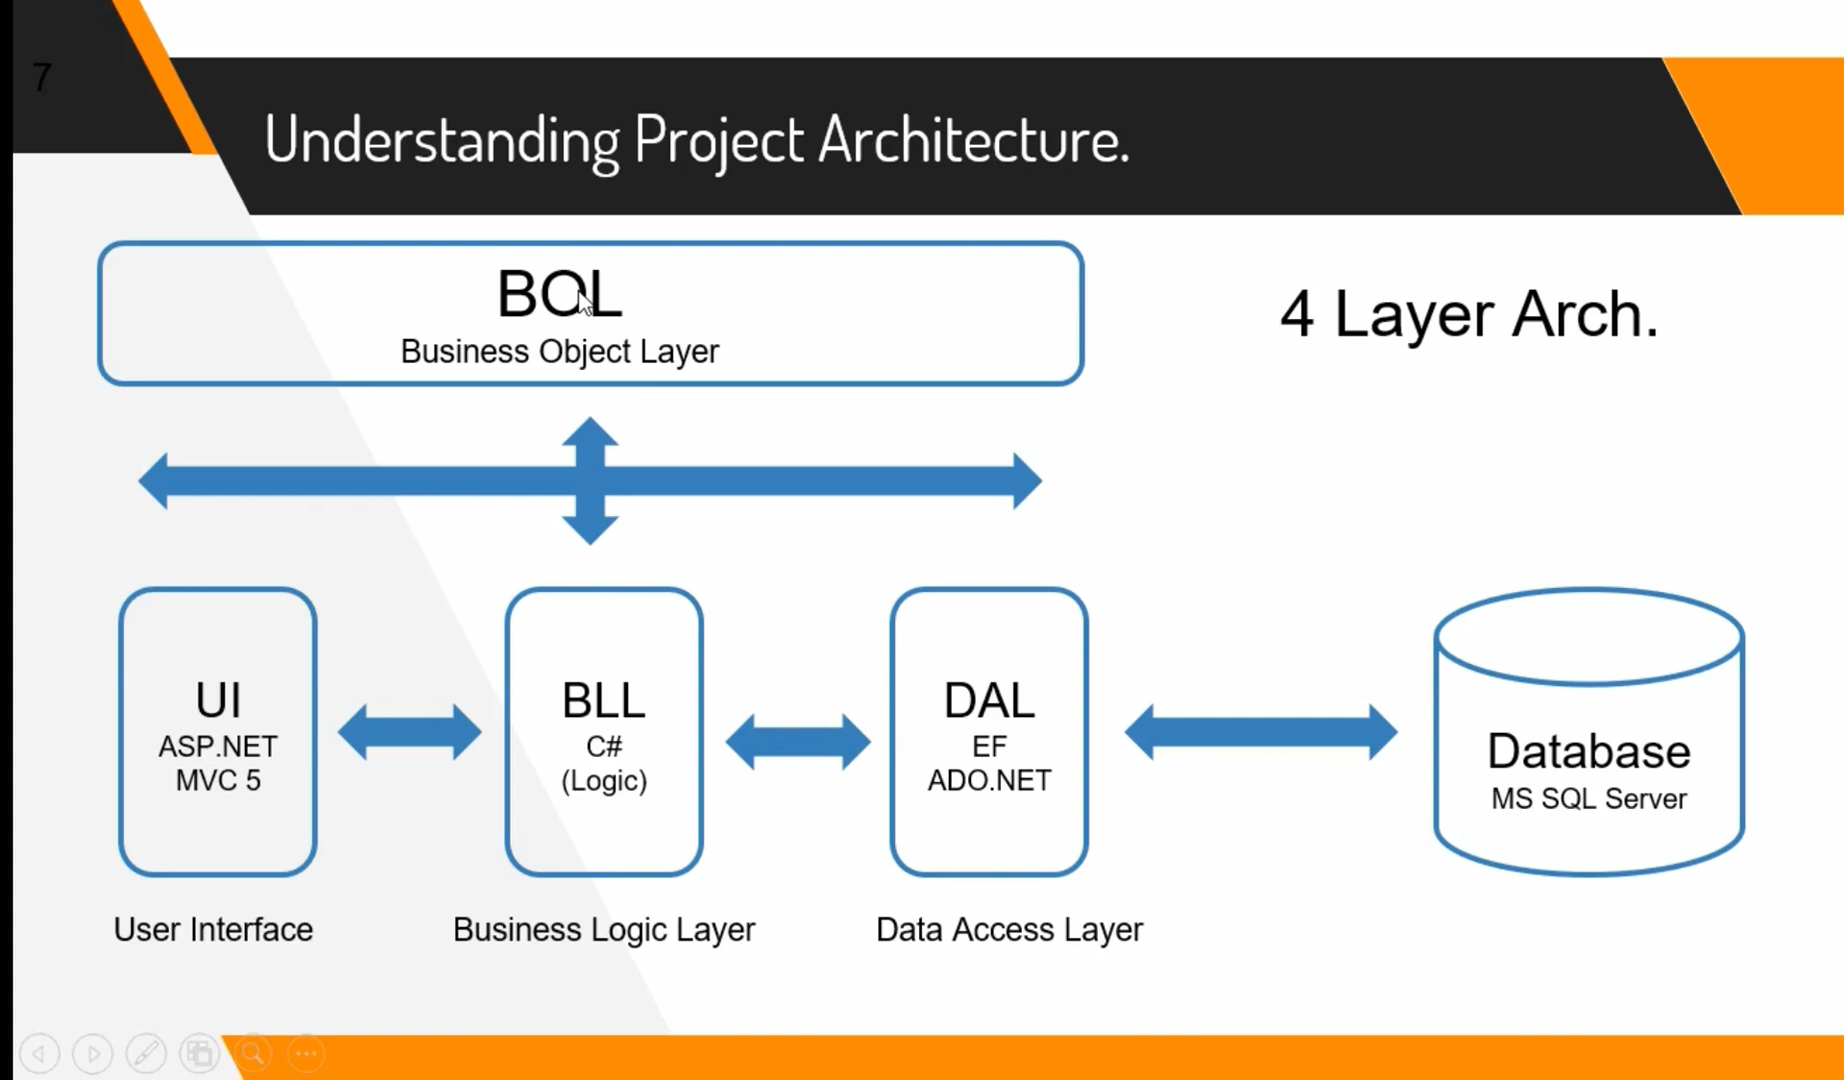 7
Understanding Project Architecture.
BOL
Business Object Layer
4 Layer Arch.
UI
ASP.NET
MVC 5
BLL
C#
(Logic)
DAL
EF
ADO.NET
Database
MS SQL Server
User Interface
Business Logic Layer
Data Access Layer